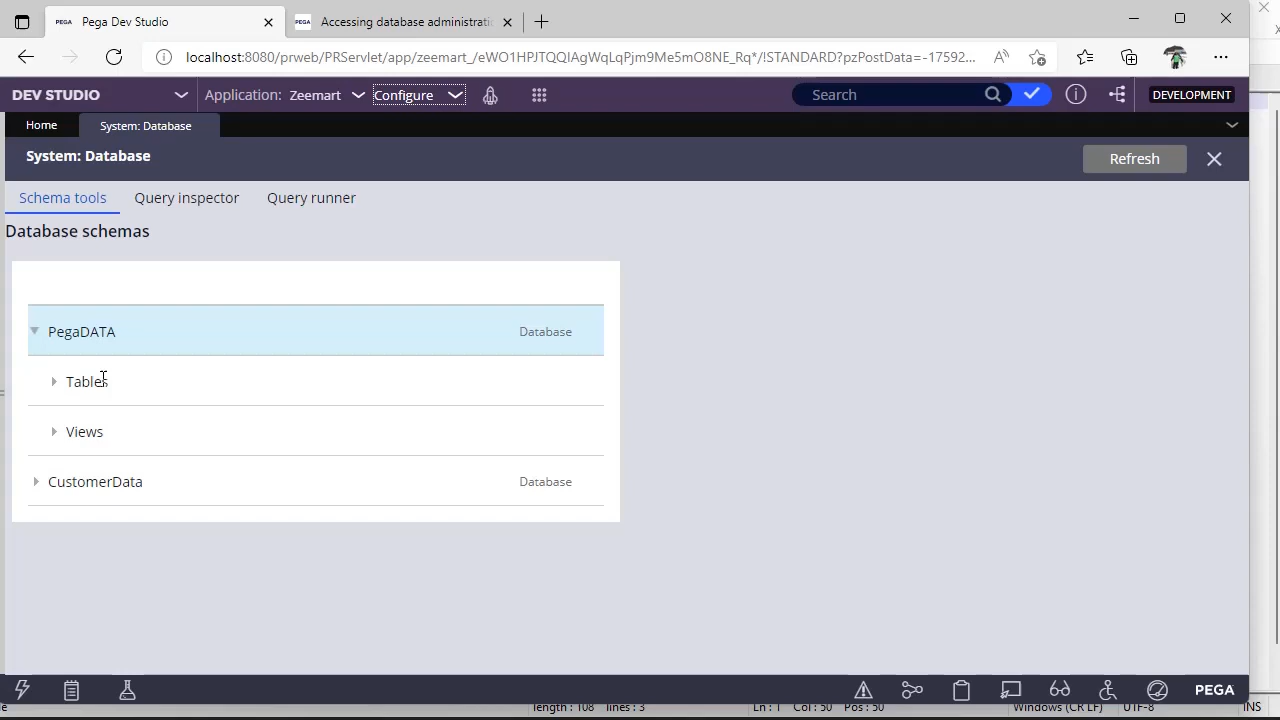 PEGA Pega Dev Studio
PEGA Accessing database administrati
localhost:8080/prweb/PRServlet/app/zeemart_/eWO1HPJTQQIAgWqLqPjm9Me5mO8NE_Rq*/!STANDARD?pzPostData=-17592...
DEV STUDIO Application: Zeemart Configure Search DEVELOPMENT
Home System: Database
System: Database Refresh
Schema tools Query inspector Query runner
Database schemas
PegaDATA Database
Tables
Views
CustomerData Database
PEGA
length : 108 lines : 3 Ln : 1 Col : 50 Pos : 50 Windows (CR LF) UTF-8 INS